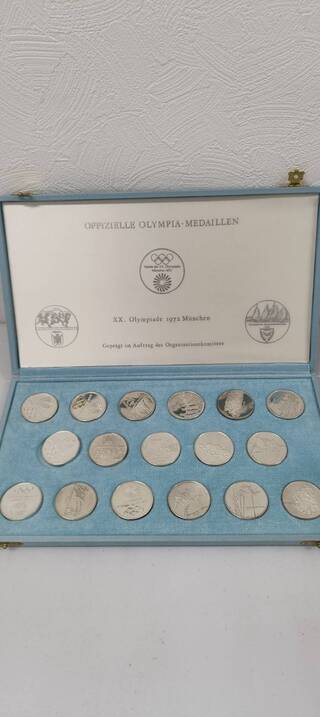 OFFIZIELLE OLYMPIA-MEDAILLEN
XX. Olympiade 1972 München
Geprägt im Auftrag des Organisationskomitees